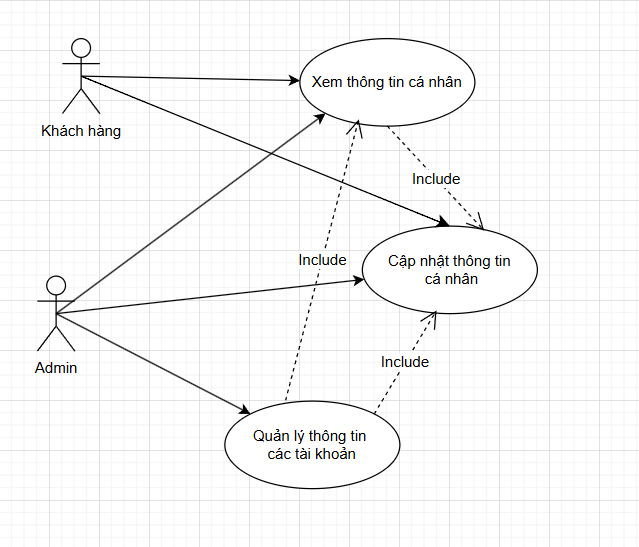 Xem thông tin cá nhân
Khách hàng
Include
Include
Cập nhật thông tin
cá nhân
Admin
Include
Quản lý thông tin
các tài khoản